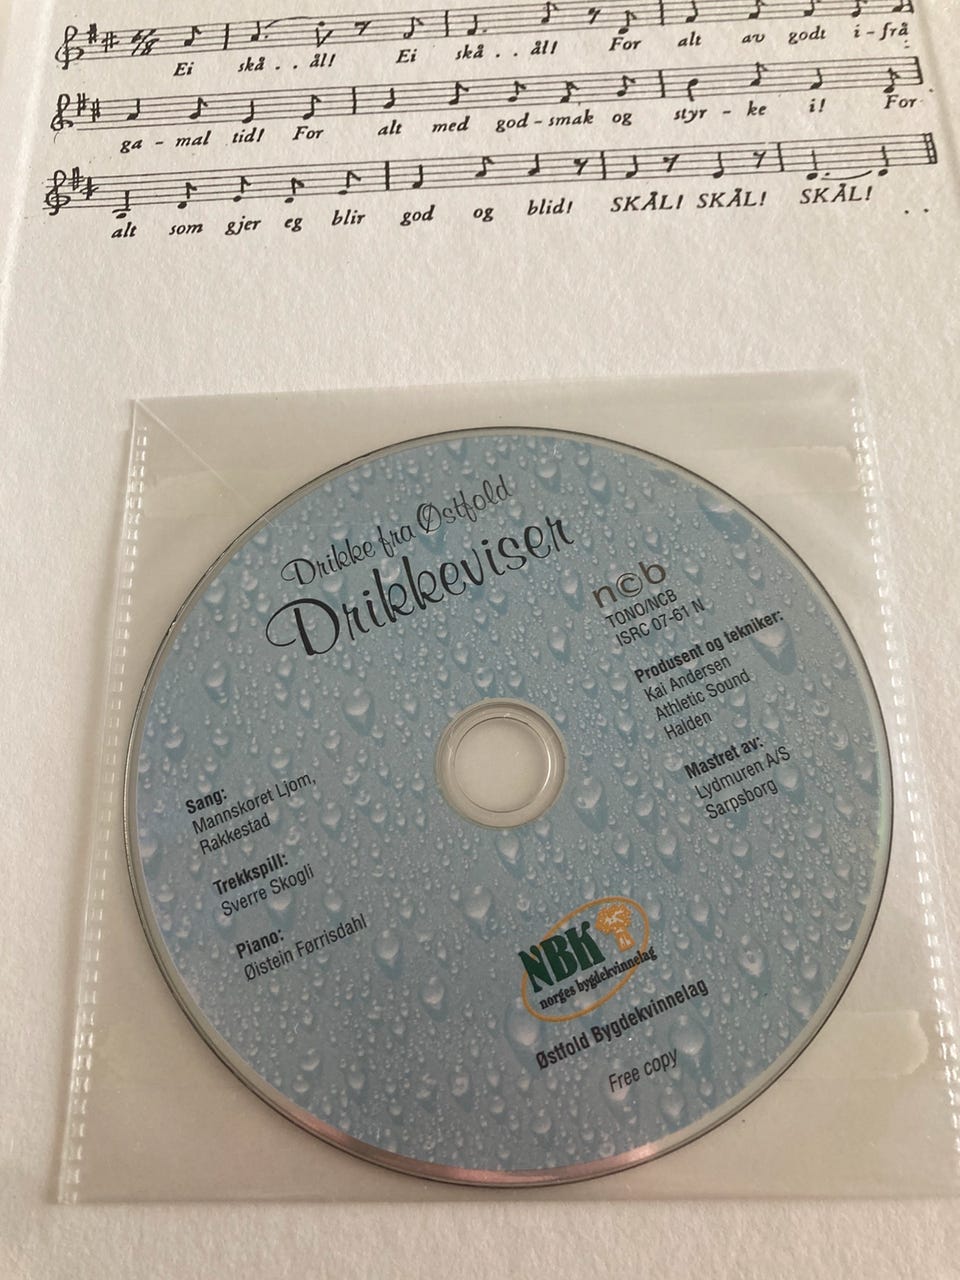 6/8
Ei skå . . ål! Ei skå . . ål! For alt av godt i-frå
ga - mal tid! For alt med god-smak og styr - ke i! For
alt som gjer eg blir god og blid! SKÅL! SKÅL! SKÅL!
Drikke fra Østfold
Drikkeviser
n©b
TONO/NCB
ISRC 07-61 N
Produsent og tekniker:
Kai Andersen
Athletic Sound
Halden
Mastret av:
Lydmuren A/S
Sarpsborg
Sang:
Mannskoret Ljom,
Rakkestad
Trekkspill:
Sverre Skogli
Piano:
Øistein Førrisdahl
NBK
norges bygdekvinnelag
Østfold Bygdekvinnelag
Free copy